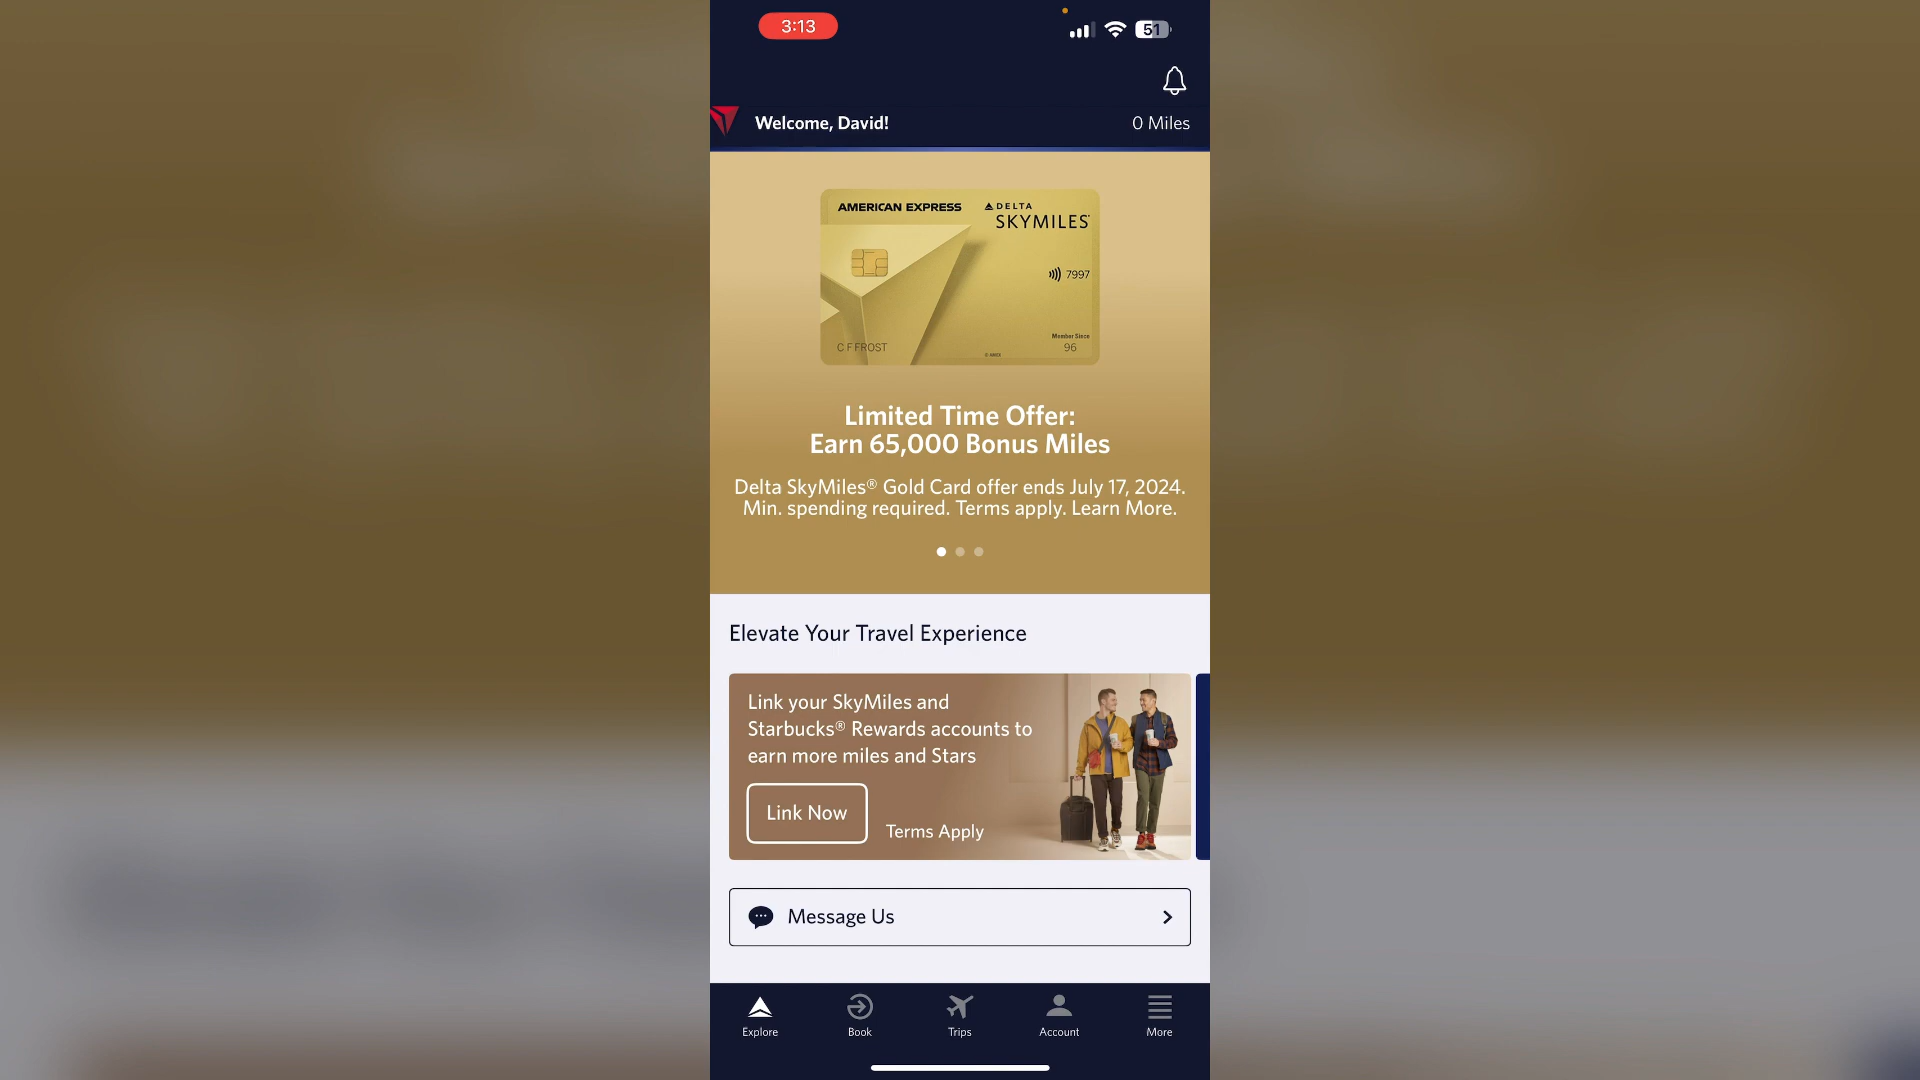 3:13
51
Welcome, David!
0 Miles
AMERICAN EXPRESS
DELTA
SKYMILES
7997
Member Since
96
C F FROST
© AMEX
Limited Time Offer:
Earn 65,000 Bonus Miles
Delta SkyMiles® Gold Card offer ends July 17, 2024.
Min. spending required. Terms apply. Learn More.
Elevate Your Travel Experience
Link your SkyMiles and
Starbucks® Rewards accounts to
earn more miles and Stars
Link Now
Terms Apply
Message Us
Explore
Book
Trips
Account
More